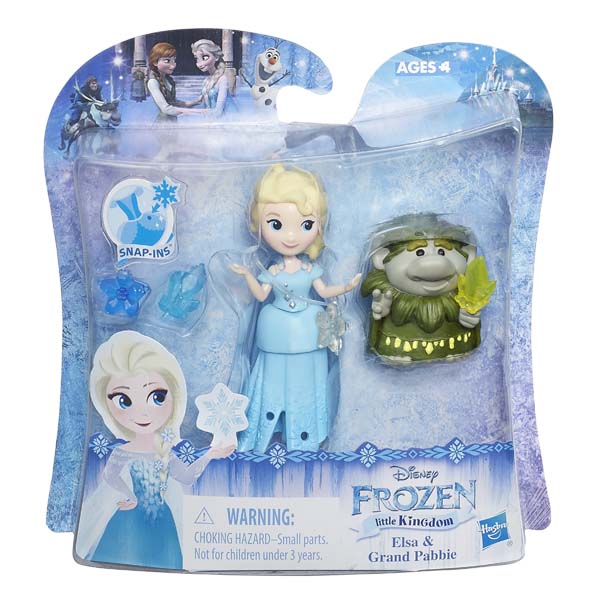 AGES 4
SNAP-INS
Disney
FROZEN
little Kingdom
Elsa &
Grand Pabbie
Hasbro
⚠ WARNING:
CHOKING HAZARD–Small parts.
Not for children under 3 years.